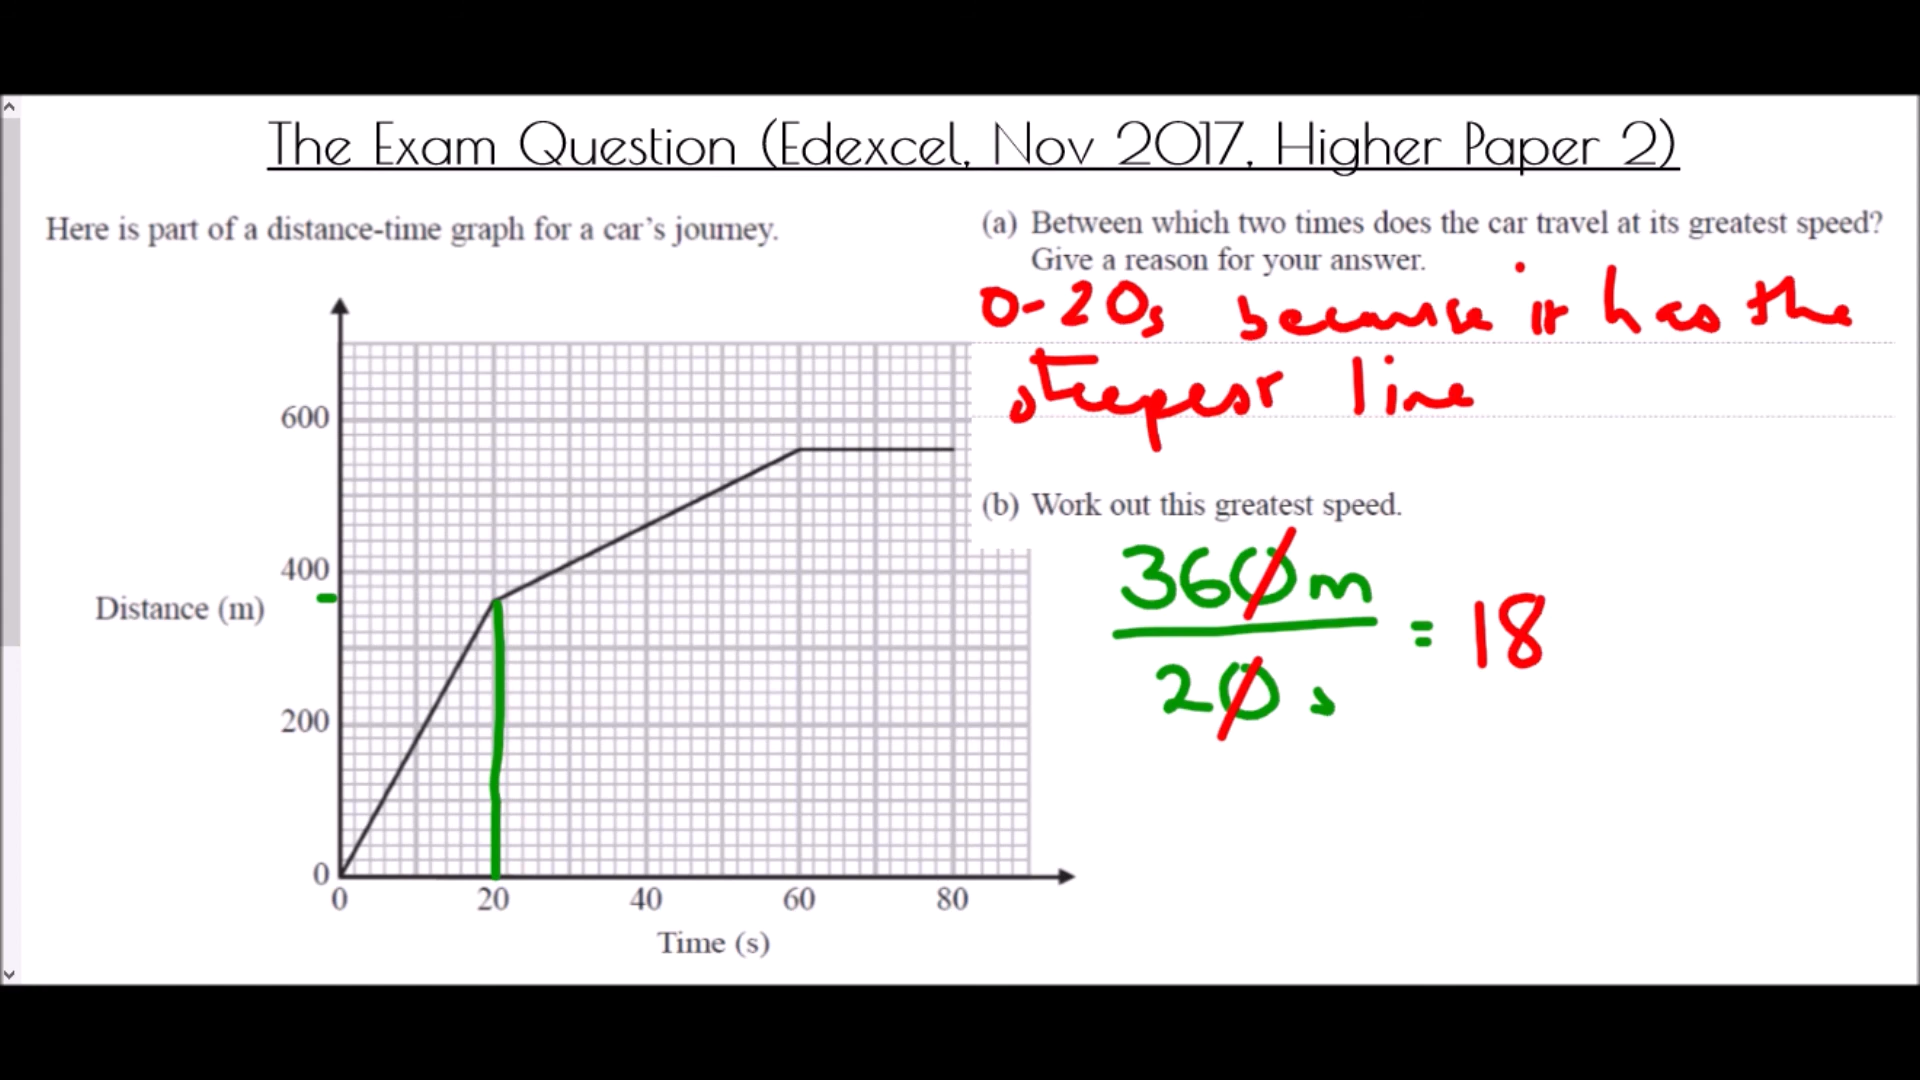 The Exam Question (Edexcel, Nov 2017, Higher Paper 2)
Here is part of a distance-time graph for a car's journey.
600
400
Distance (m)
200
0
0 20 40 60 80
Time (s)
(a) Between which two times does the car travel at its greatest speed?
Give a reason for your answer.
0-20s because it has the
steepest line
(b) Work out this greatest speed.
360m
= 18
20 s